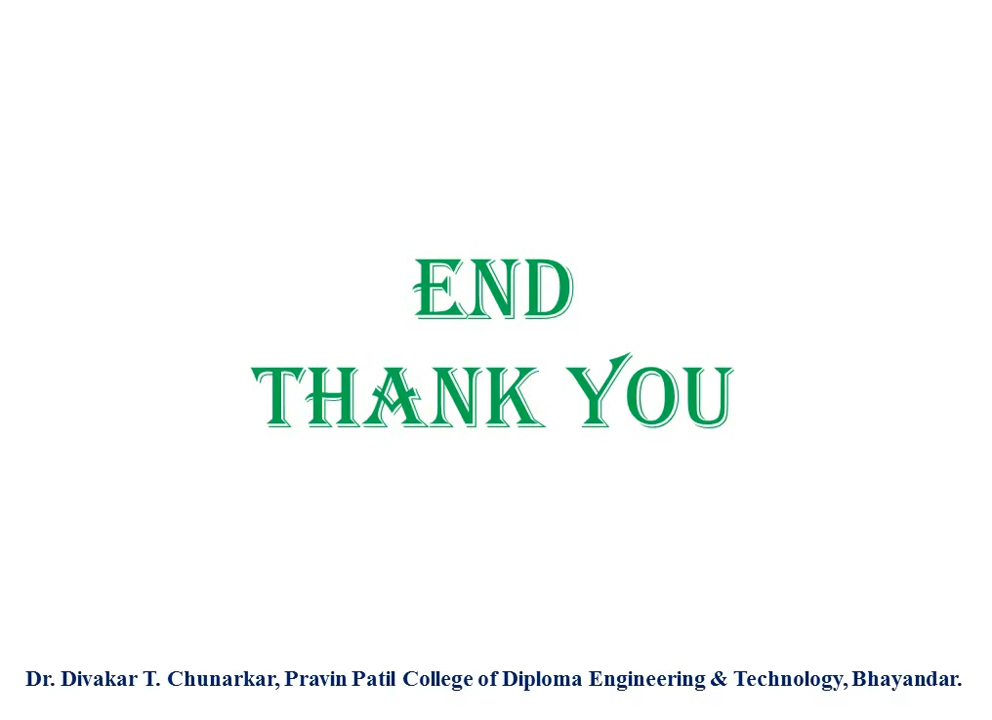 END
THANK YOU
Dr. Divakar T. Chunarkar, Pravin Patil College of Diploma Engineering & Technology, Bhayandar.